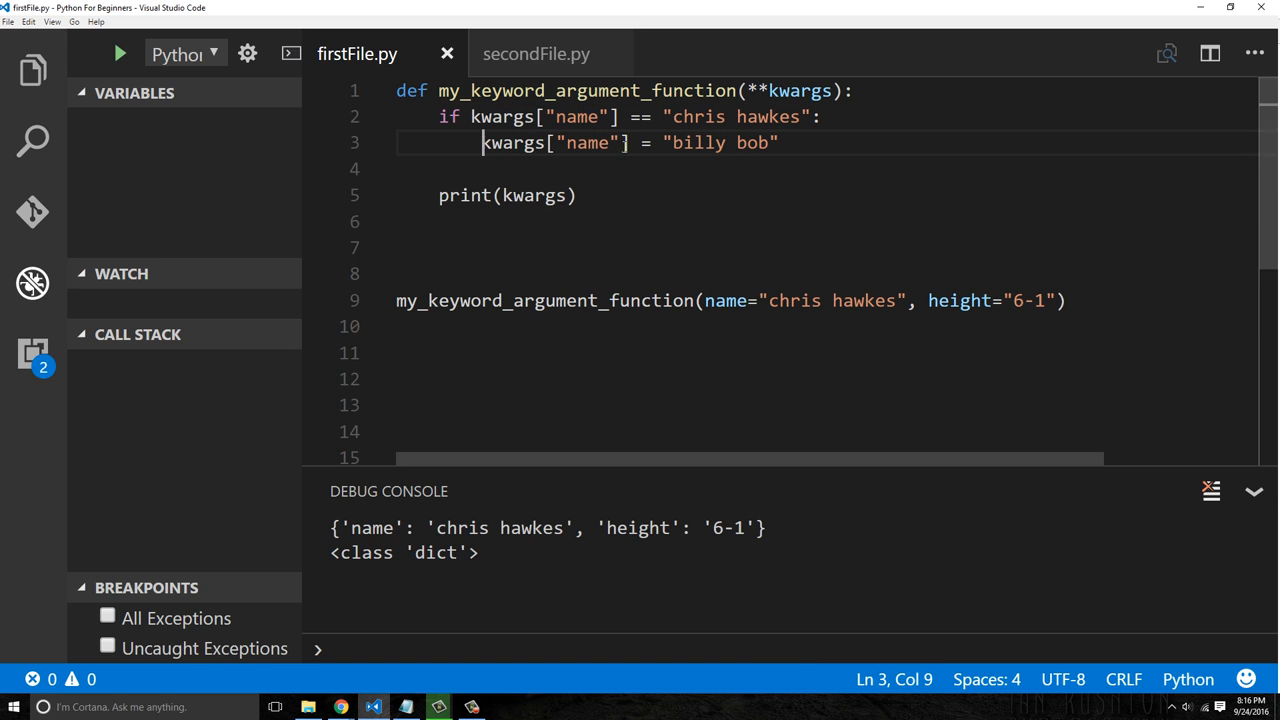 firstFile.py - Python For Beginners - Visual Studio Code
File Edit View Go Help
Python
firstFile.py
secondFile.py
VARIABLES
WATCH
CALL STACK
2
BREAKPOINTS
All Exceptions
Uncaught Exceptions
1 def my_keyword_argument_function(**kwargs):
2 if kwargs["name"] == "chris hawkes":
3 kwargs["name"] = "billy bob"
4
5 print(kwargs)
6
7
8
9 my_keyword_argument_function(name="chris hawkes", height="6-1")
10
11
12
13
14
15
DEBUG CONSOLE
{'name': 'chris hawkes', 'height': '6-1'}
<class 'dict'>
0 0
Ln 3, Col 9 Spaces: 4 UTF-8 CRLF Python
I'm Cortana. Ask me anything.
8:16 PM
9/24/2016